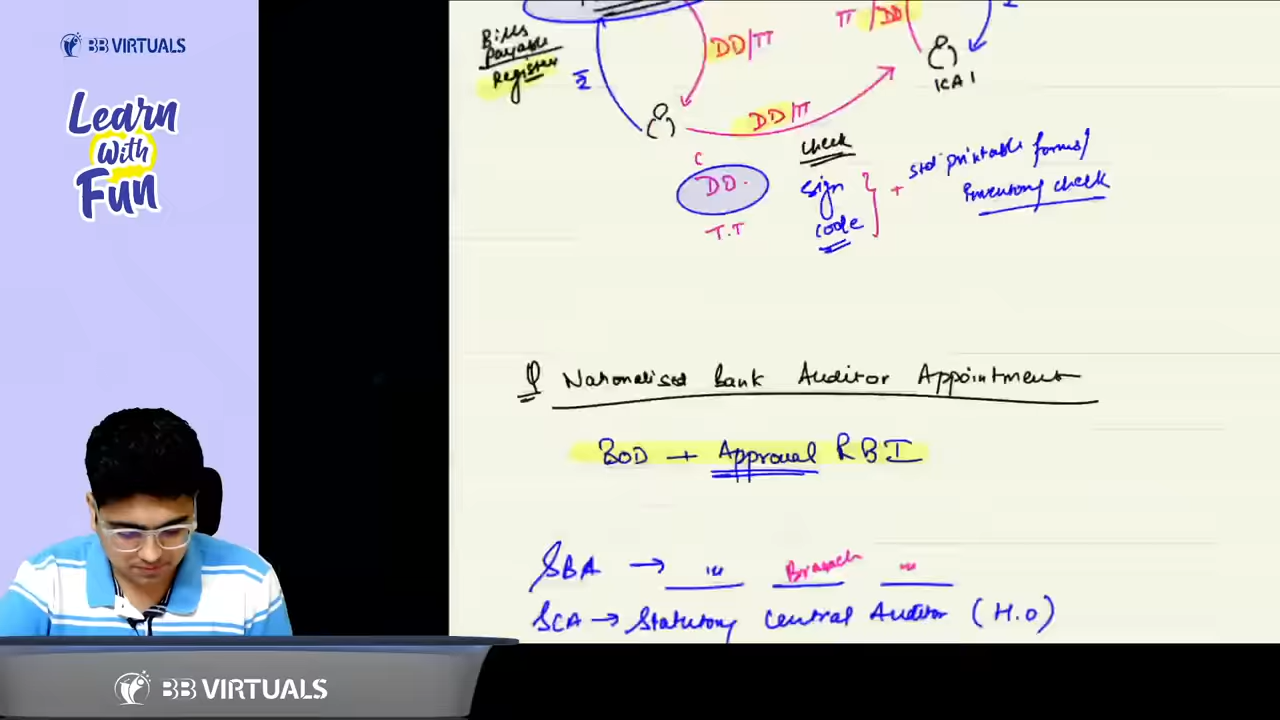 BB VIRTUALS
Learn
With
Fun
Bills
Payable
Register
DD/TT
TT/DD
ICAI
DD/TT
C
DD.
T.T
Check
Sign
Code
+ std printable forms/
Inventory check
Q Nationalised Bank Auditor Appointment
BOD + Approval RBI
SBA → " Branch "
SCA → Statutory Central Auditor (H.O)
BB VIRTUALS